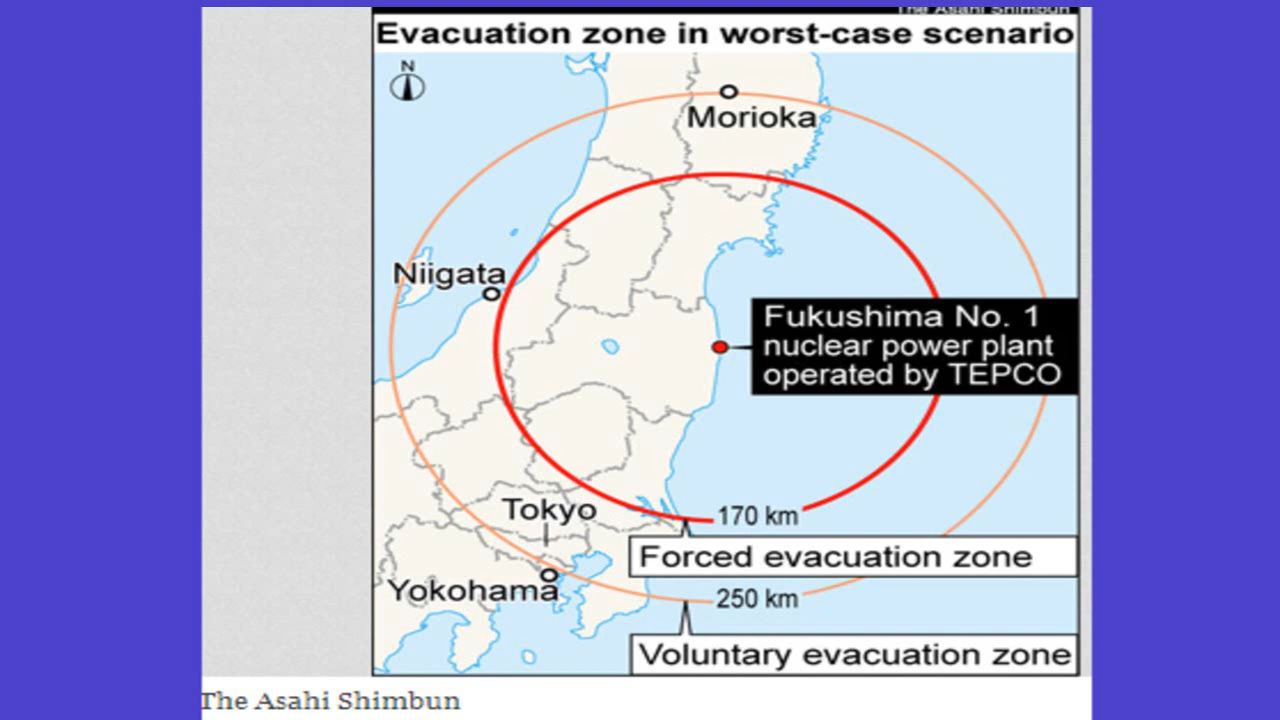 The Asahi Shimbun
Evacuation zone in worst-case scenario
N
Morioka
Niigata
Fukushima No. 1
nuclear power plant
operated by TEPCO
Tokyo
170 km
Forced evacuation zone
Yokohama
250 km
Voluntary evacuation zone
The Asahi Shimbun